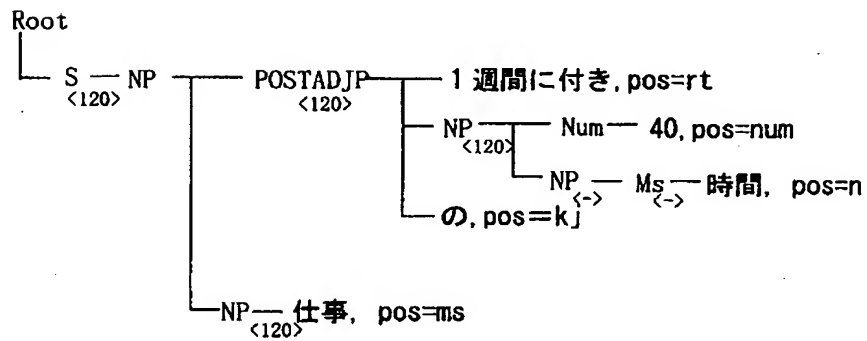 Root
S NP POSTADJP 1週間に付き, pos=rt
<120> <120>
NP Num 40, pos=num
<120>
NP Ms 時間, pos=n
<-> <->
の, pos=kj
NP 仕事, pos=ms
<120>